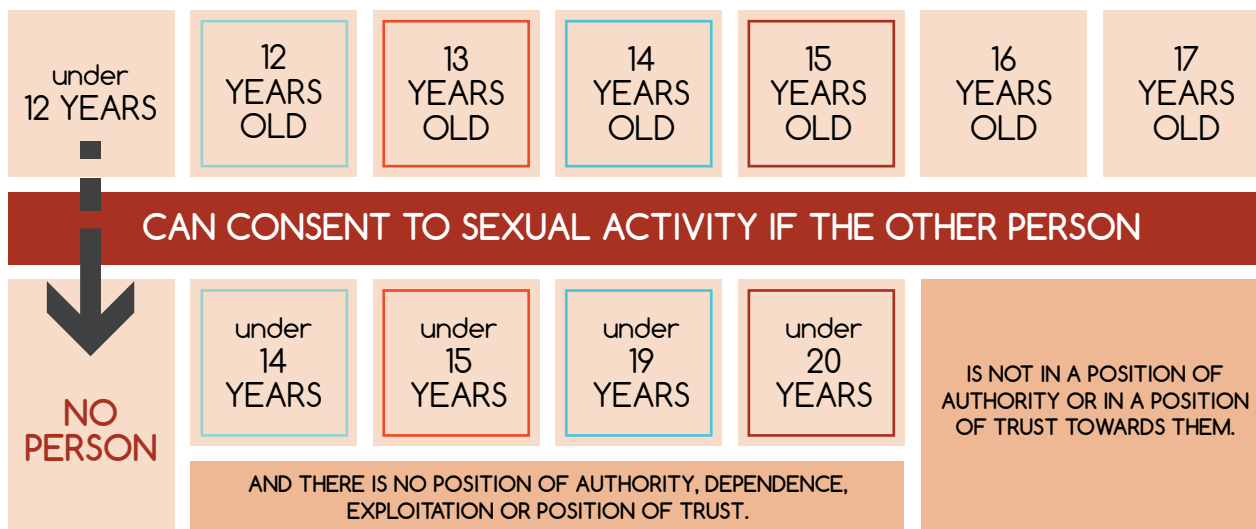 under
12 YEARS
12
YEARS
OLD
13
YEARS
OLD
14
YEARS
OLD
15
YEARS
OLD
16
YEARS
OLD
17
YEARS
OLD
CAN CONSENT TO SEXUAL ACTIVITY IF THE OTHER PERSON
NO
PERSON
under
14
YEARS
under
15
YEARS
under
19
YEARS
under
20
YEARS
IS NOT IN A POSITION OF
AUTHORITY OR IN A POSITION
OF TRUST TOWARDS THEM.
AND THERE IS NO POSITION OF AUTHORITY, DEPENDENCE,
EXPLOITATION OR POSITION OF TRUST.